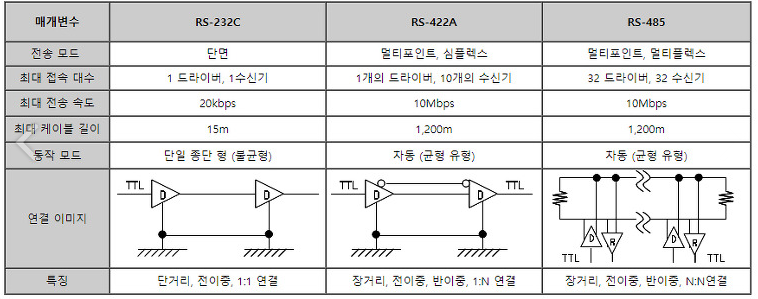 매개변수 RS-232C RS-422A RS-485
전송 모드 단면 멀티포인트, 심플렉스 멀티포인트, 멀티플렉스
최대 접속 대수 1 드라이버, 1수신기 1개의 드라이버, 10개의 수신기 32 드라이버, 32 수신기
최대 전송 속도 20kbps 10Mbps 10Mbps
최대 케이블 길이 15m 1,200m 1,200m
동작 모드 단일 종단 형 (불균형) 자동 (균형 유형) 자동 (균형 유형)
연결 이미지
TTL D D
TTL D D TTL
D R D R
TTL TTL
특징 단거리, 전이중, 1:1 연결 장거리, 전이중, 반이중, 1:N 연결 장거리, 전이중, 반이중, N:N연결